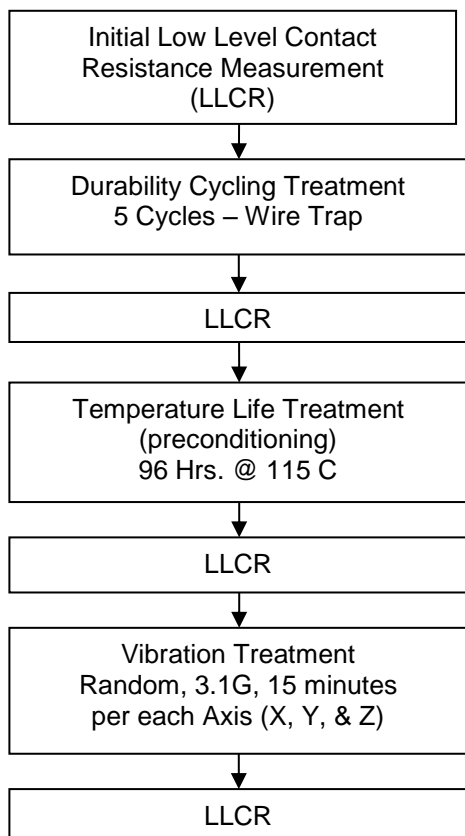 Initial Low Level Contact
Resistance Measurement
(LLCR)
Durability Cycling Treatment
5 Cycles – Wire Trap
LLCR
Temperature Life Treatment
(preconditioning)
96 Hrs. @ 115 C
LLCR
Vibration Treatment
Random, 3.1G, 15 minutes
per each Axis (X, Y, & Z)
LLCR